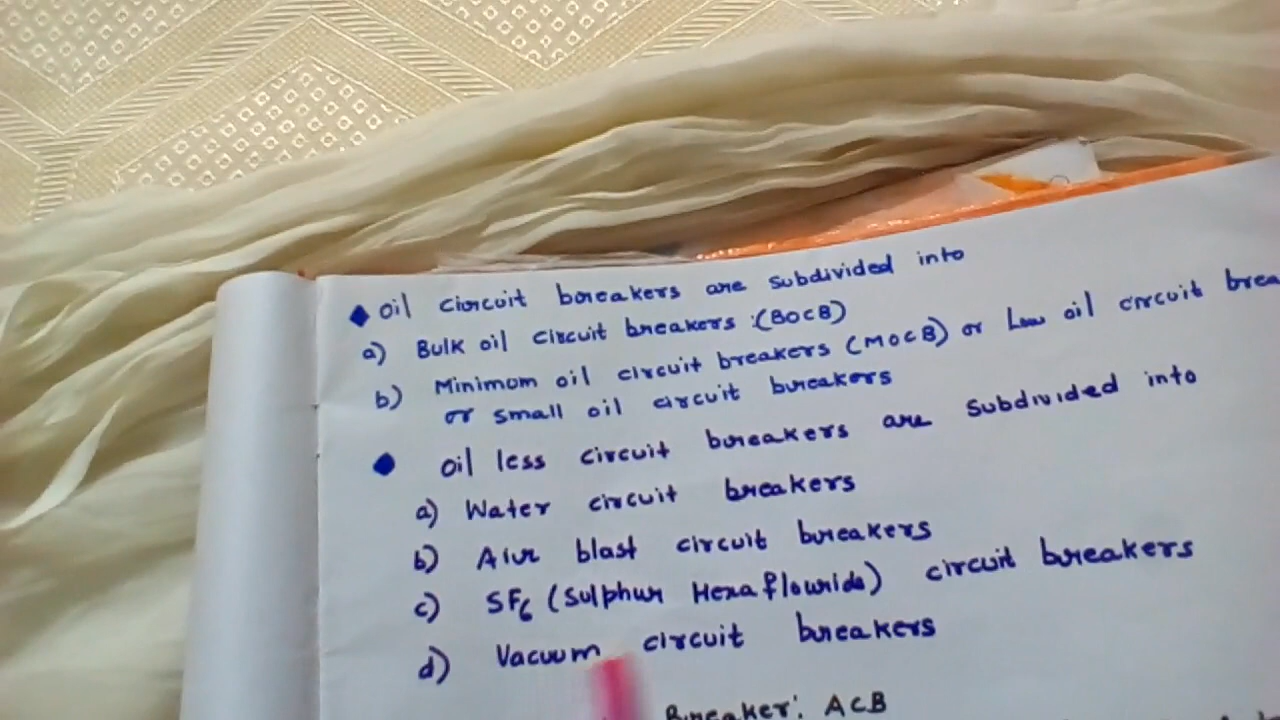 oil circuit breakers are subdivided into
a) Bulk oil circuit breakers :(BOCB)
b) Minimum oil circuit breakers (MOCB) or Low oil circuit brea
or small oil circuit breakers
oil less circuit breakers are subdivided into
a) Water circuit breakers
b) Air blast circuit breakers
c) SF6 (Sulphur Hexaflouride) circuit breakers
d) Vacuum circuit breakers
Breaker: ACB